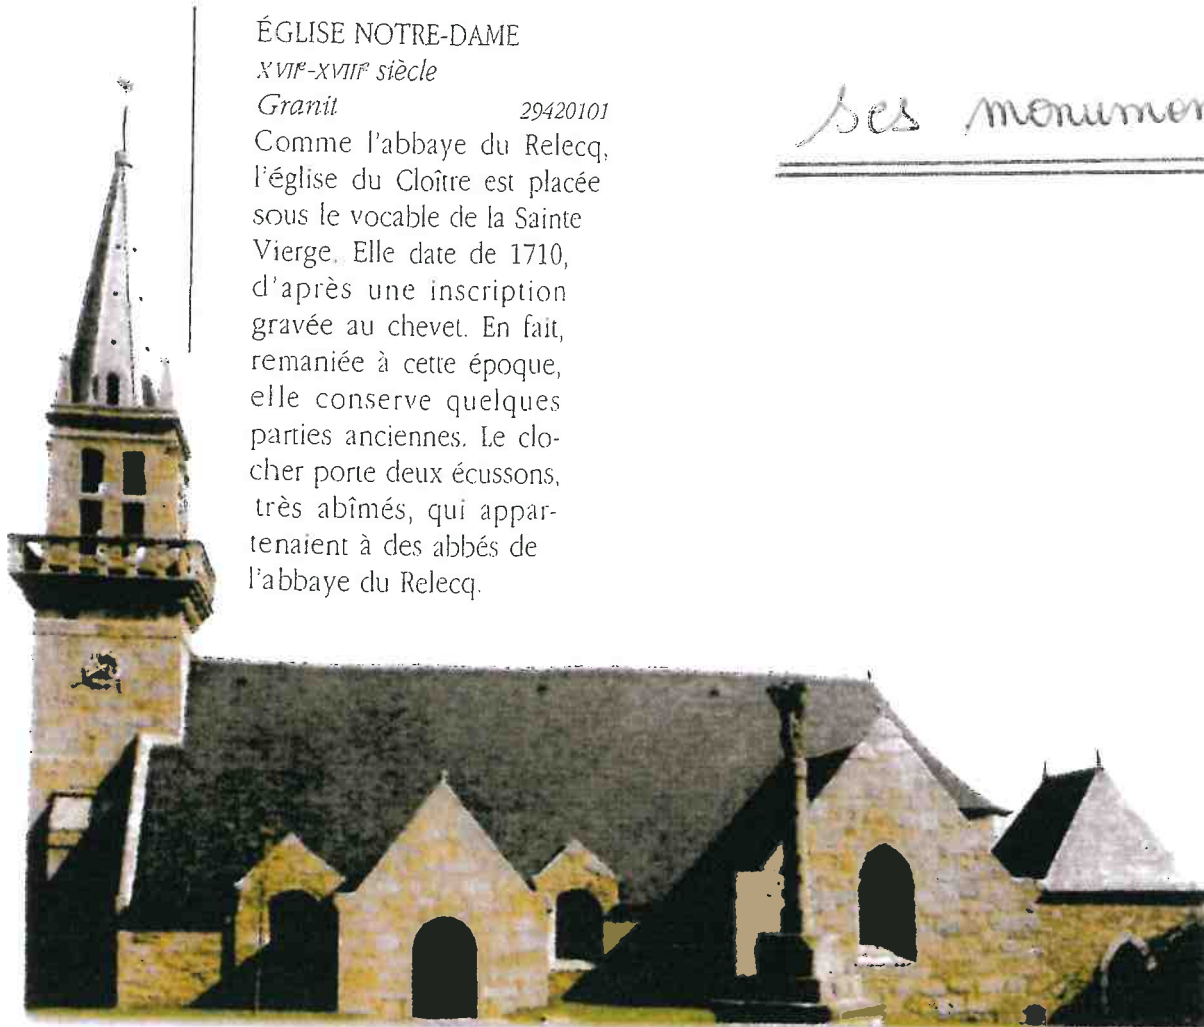 ÉGLISE NOTRE-DAME
XVIIᵉ-XVIIIᵉ siècle
Granit 29420101
Comme l'abbaye du Relecq,
l'église du Cloître est placée
sous le vocable de la Sainte
Vierge. Elle date de 1710,
d'après une inscription
gravée au chevet. En fait,
remaniée à cette époque,
elle conserve quelques
parties anciennes. Le clo-
cher porte deux écussons,
très abîmés, qui appar-
tenaient à des abbés de
l'abbaye du Relecq.
ses